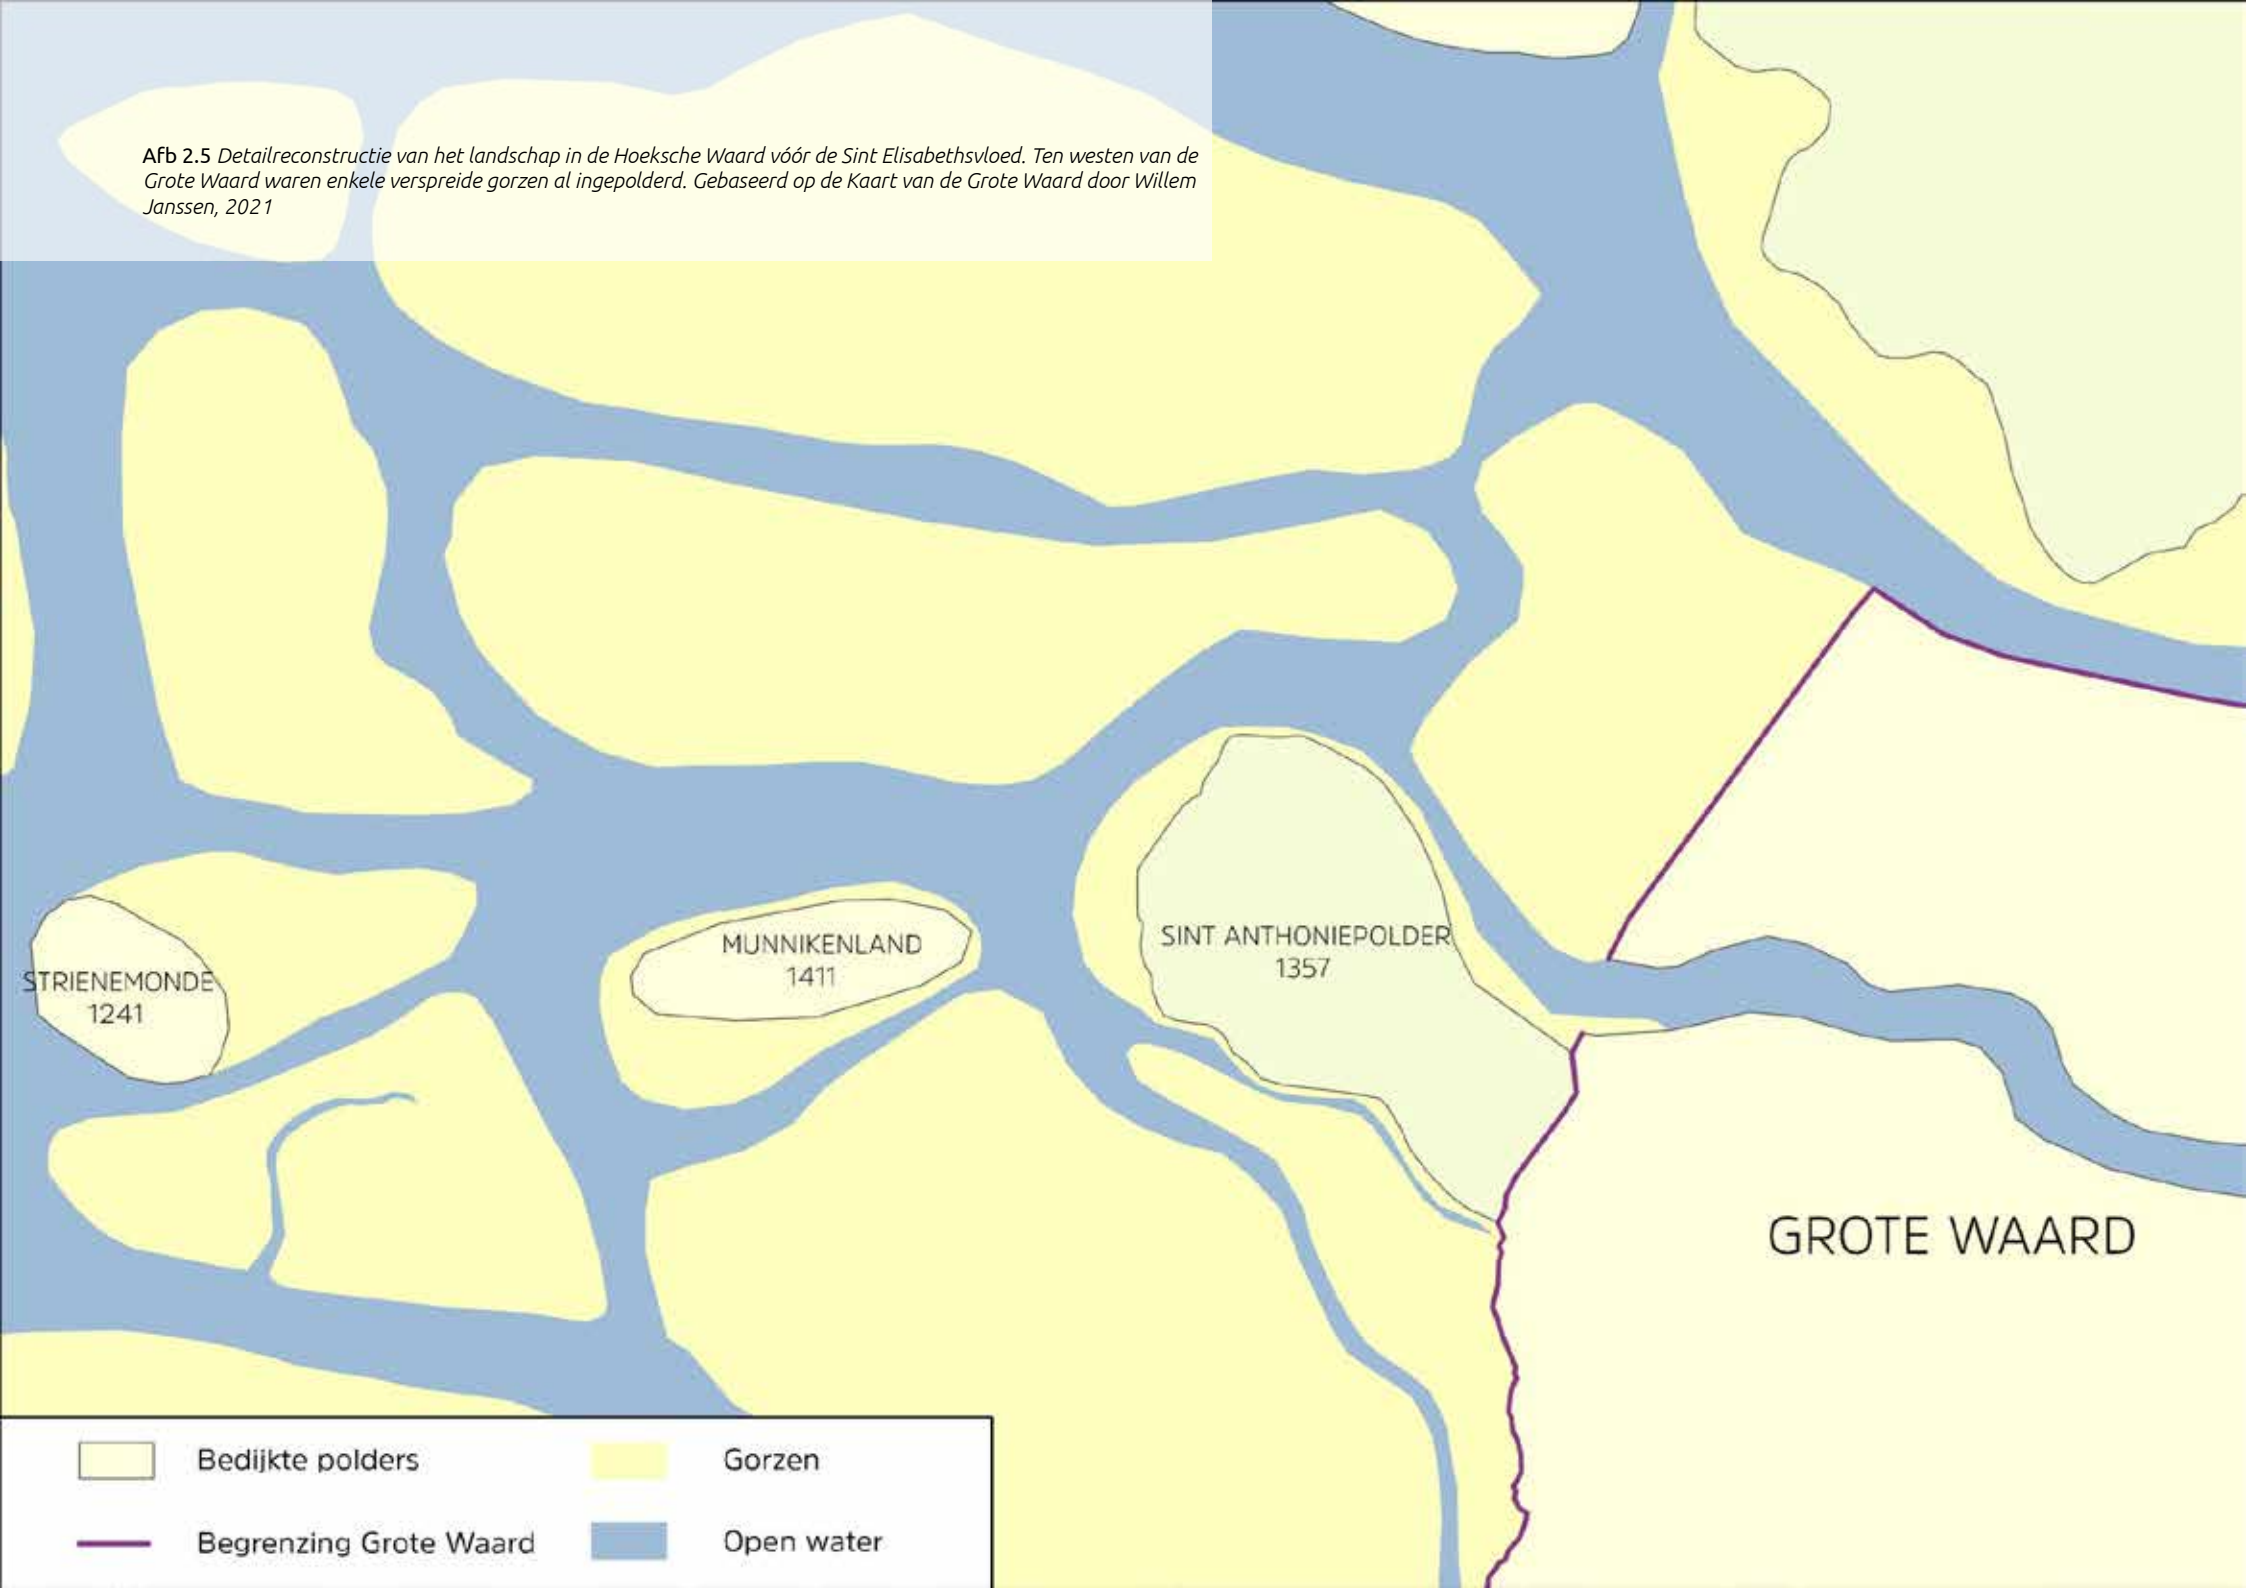 Afb 2.5 Detailreconstructie van het landschap in de Hoeksche Waard vóór de Sint Elisabethsvloed. Ten westen van de
Grote Waard waren enkele verspreide gorzen al ingepolderd. Gebaseerd op de Kaart van de Grote Waard door Willem
Janssen, 2021
STRIENEMONDE
1241
MUNNIKENLAND
1411
SINT ANTHONIEPOLDER
1357
GROTE WAARD
Bedijkte polders
Gorzen
Begrenzing Grote Waard
Open water